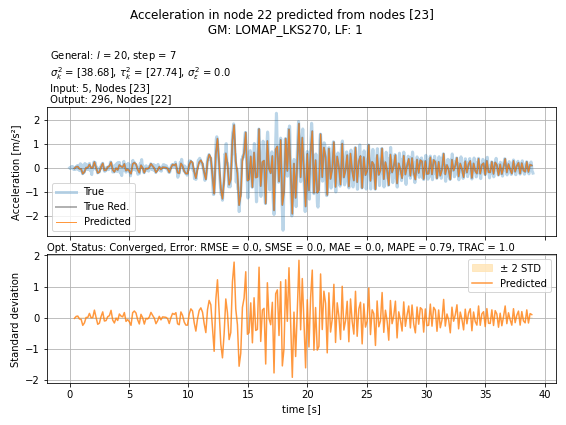 Acceleration in node 22 predicted from nodes [23]
GM: LOMAP_LKS270, LF: 1
General: l = 20, step = 7
σ²ₖ = [38.68], τ²ₖ = [27.74], σ²ε = 0.0
Input: 5, Nodes [23]
Output: 296, Nodes [22]
Acceleration [m/s²]
2
1
0
−1
−2
True
True Red.
Predicted
Opt. Status: Converged, Error: RMSE = 0.0, SMSE = 0.0, MAE = 0.0, MAPE = 0.79, TRAC = 1.0
Standard deviation
2
1
0
−1
−2
± 2 STD
Predicted
0 5 10 15 20 25 30 35 40
time [s]